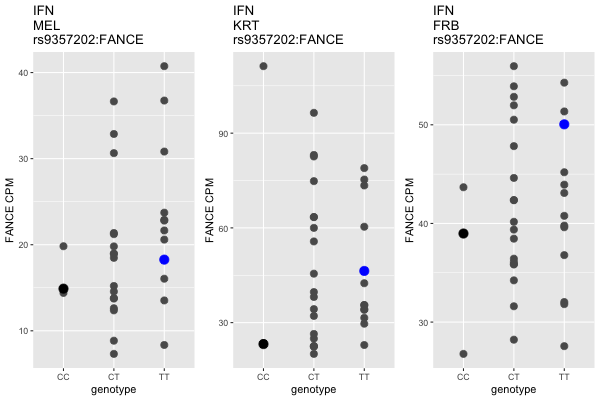 IFN
MEL
rs9357202:FANCE
FANCE CPM
40
30
20
10
CC CT TT
genotype
IFN
KRT
rs9357202:FANCE
FANCE CPM
90
60
30
CC CT TT
genotype
IFN
FRB
rs9357202:FANCE
FANCE CPM
50
40
30
CC CT TT
genotype